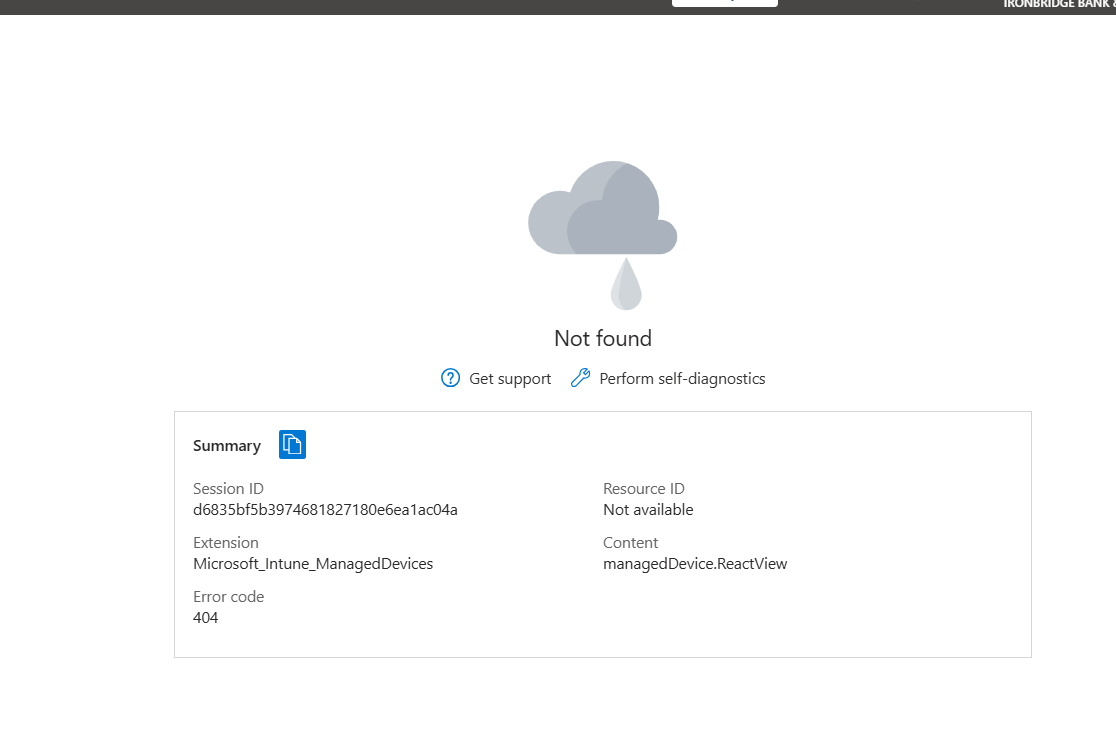 IRONBRIDGE BANK &
Not found
Get support
Perform self-diagnostics
Summary
Session ID
d6835bf5b3974681827180e6ea1ac04a
Resource ID
Not available
Extension
Microsoft_Intune_ManagedDevices
Content
managedDevice.ReactView
Error code
404